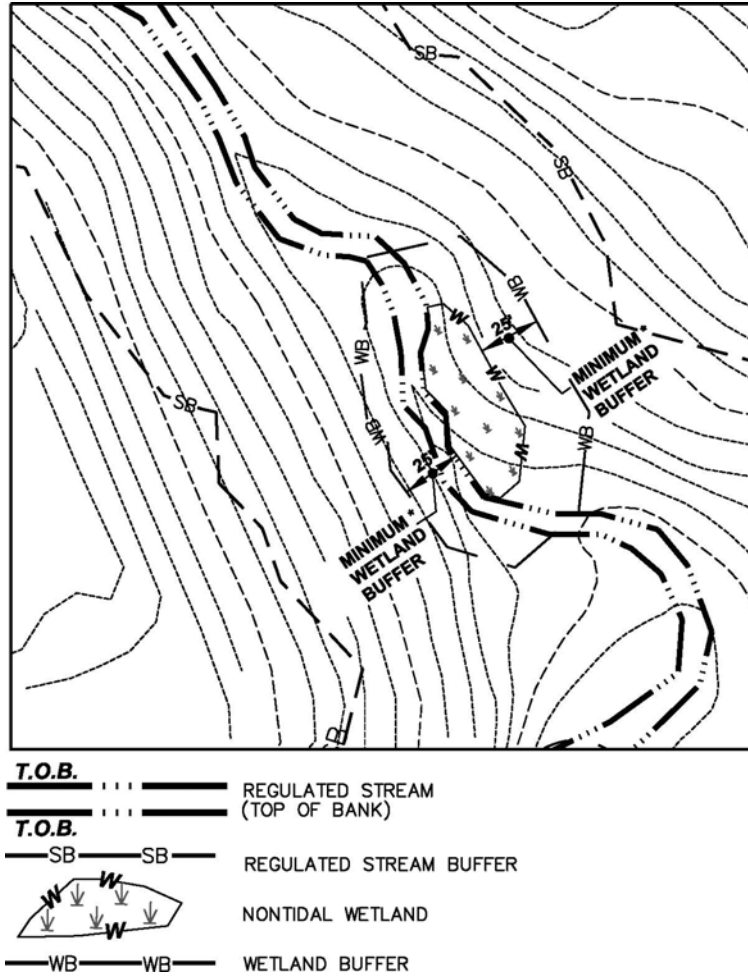 SB
SB
W
WB
25'
MINIMUM *
WETLAND
BUFFER
WB
W
SB
WB
WB
W
25'
MINIMUM *
WETLAND
BUFFER
T.O.B.
REGULATED STREAM
(TOP OF BANK)
T.O.B.
SB SB
REGULATED STREAM BUFFER
W W
W
NONTIDAL WETLAND
WB WB
WETLAND BUFFER